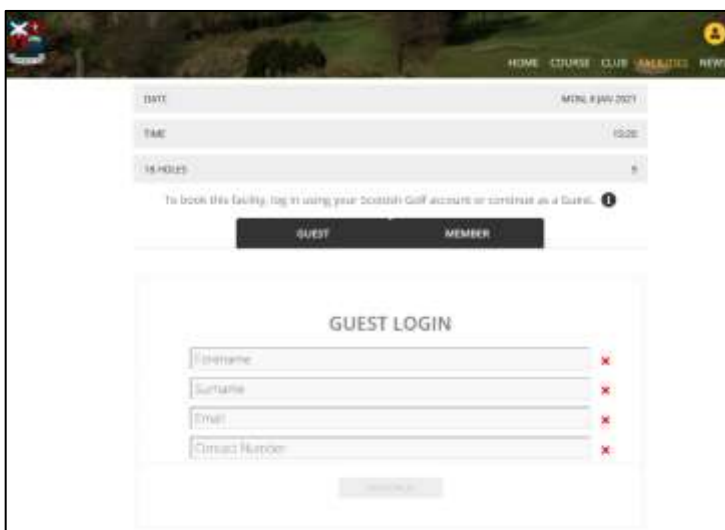 HOME COURSE CLUB FACILITIES NEWS
DATE MON, JAN 2021
TIME
18 HOLES
To book this facility, log in using your Scottish Golf account or continue as a Guest.
GUEST MEMBER
GUEST LOGIN
Forename
Surname
Email
Contact Number